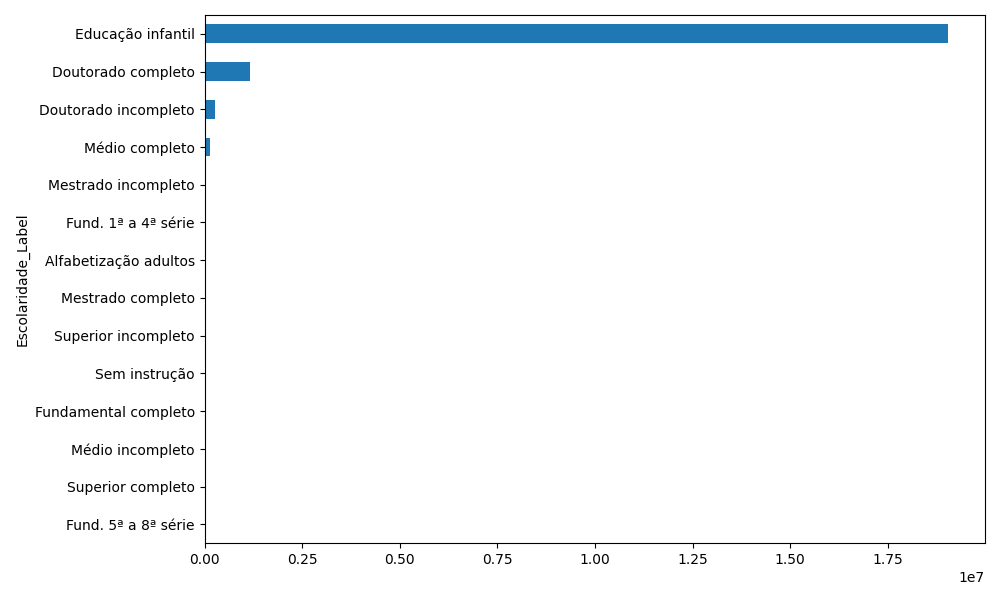 Educação infantil
Doutorado completo
Doutorado incompleto
Médio completo
Mestrado incompleto
Fund. 1ª a 4ª série
Alfabetização adultos
Mestrado completo
Superior incompleto
Sem instrução
Fundamental completo
Médio incompleto
Superior completo
Fund. 5ª a 8ª série
Escolaridade_Label
0.00 0.25 0.50 0.75 1.00 1.25 1.50 1.75
1e7